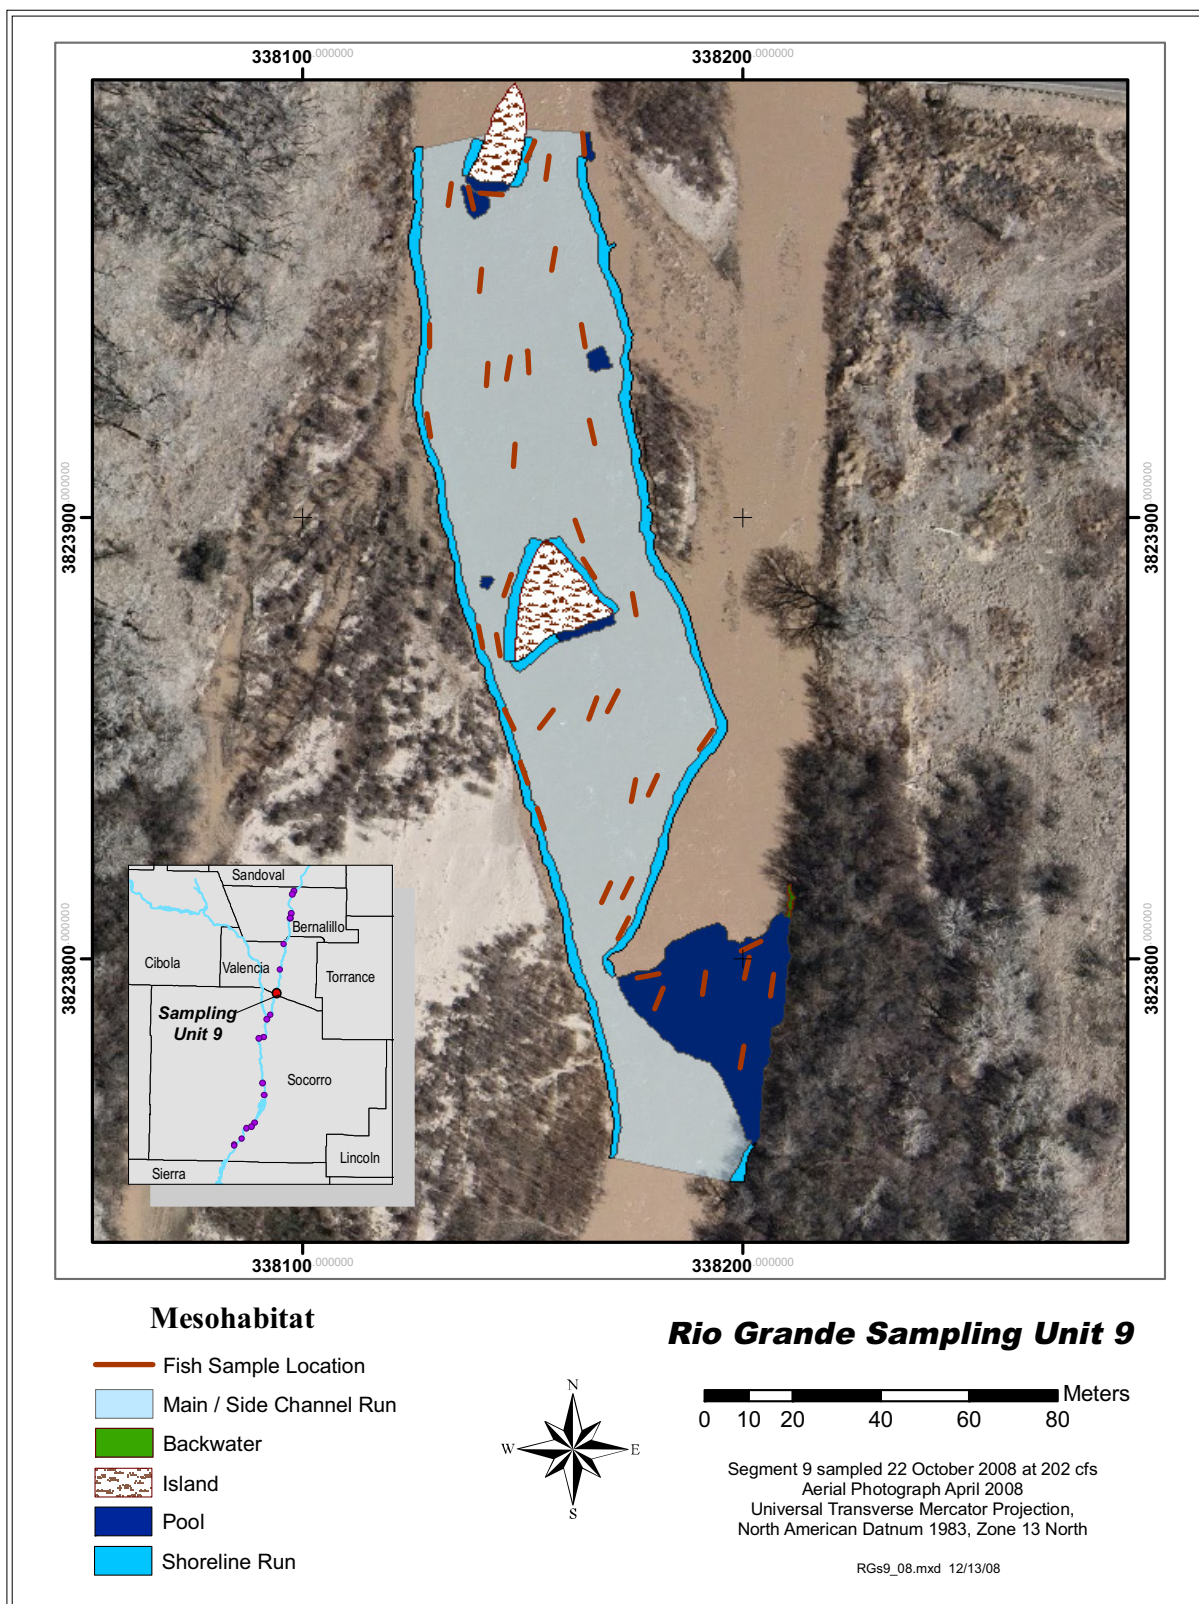 338100.000000
338200.000000
3823900.000000
3823900.000000
3823800.000000
3823800.000000
Sandoval
Bernalillo
Cibola
Valencia
Torrance
Sampling
Unit 9
Socorro
Lincoln
Sierra
338100.000000
338200.000000
Mesohabitat
Fish Sample Location
Main / Side Channel Run
Backwater
Island
Pool
Shoreline Run
N
W
E
S
Rio Grande Sampling Unit 9
Meters
0 10 20 40 60 80
Segment 9 sampled 22 October 2008 at 202 cfs
Aerial Photograph April 2008
Universal Transverse Mercator Projection,
North American Datnum 1983, Zone 13 North
RGs9_08.mxd 12/13/08